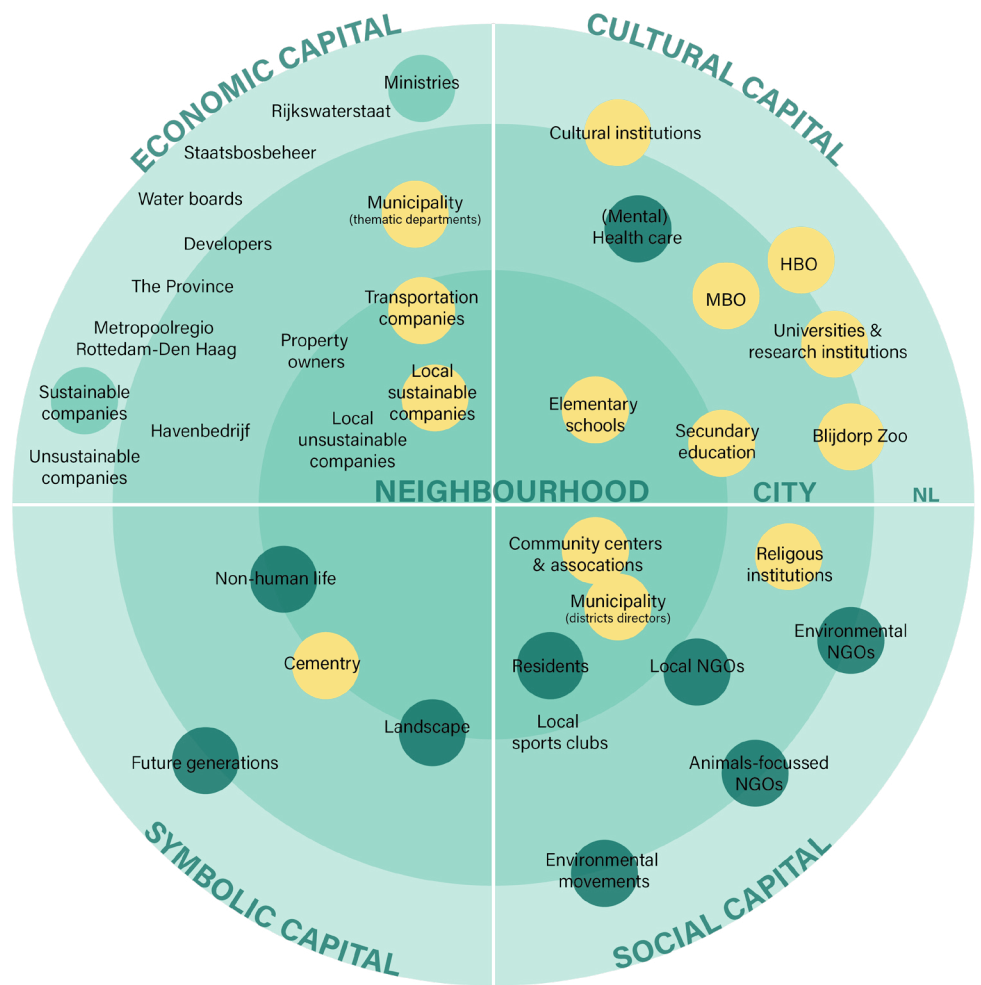 ECONOMIC CAPITAL
Ministries
Rijkswaterstaat
Staatsbosbeheer
Water boards
Municipality
(thematic departments)
Developers
The Province
Transportation
companies
Metropoolregio
Rottedam-Den Haag
Property
owners
Sustainable
companies
Local
sustainable
companies
Havenbedrijf
Local
unsustainable
companies
Unsustainable
companies
CULTURAL CAPITAL
Cultural institutions
(Mental)
Health care
HBO
MBO
Universities &
research institutions
Elementary
schools
Secundary
education
Blijdorp Zoo
NEIGHBOURHOOD
CITY
NL
Non-human life
Cementry
Landscape
Future generations
SYMBOLIC CAPITAL
Community centers
& assocations
Religous
institutions
Municipality
(districts directors)
Environmental
NGOs
Residents
Local NGOs
Local
sports clubs
Animals-focussed
NGOs
Environmental
movements
SOCIAL CAPITAL